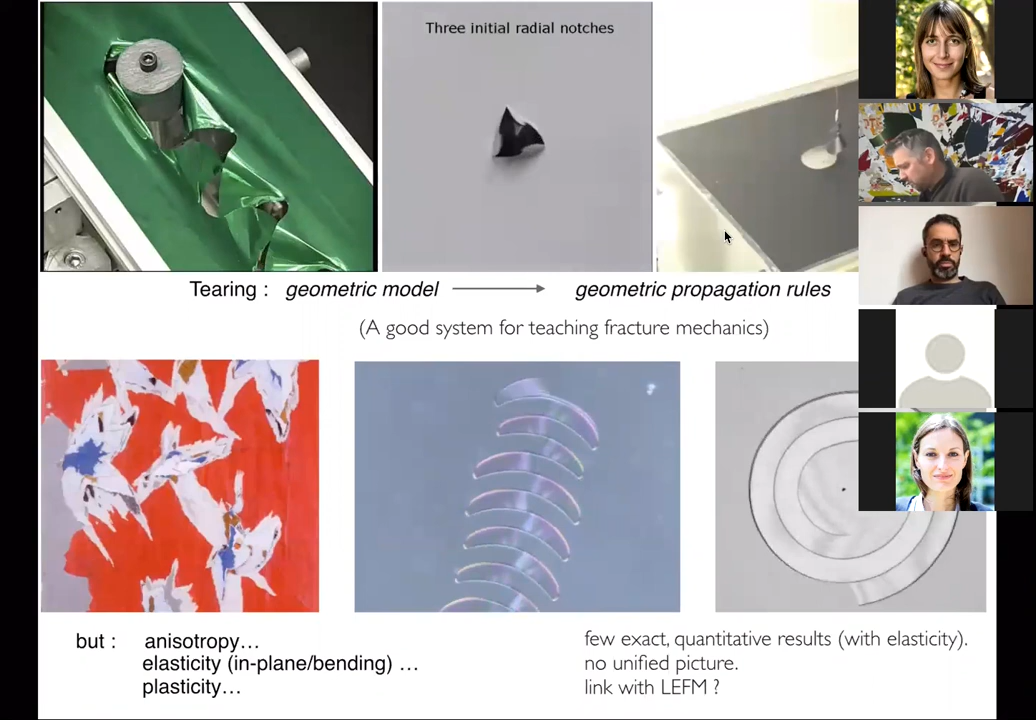 Three initial radial notches
Tearing : geometric model geometric propagation rules
(A good system for teaching fracture mechanics)
but : anisotropy…
elasticity (in-plane/bending) …
plasticity…
few exact, quantitative results (with elasticity).
no unified picture.
link with LEFM ?